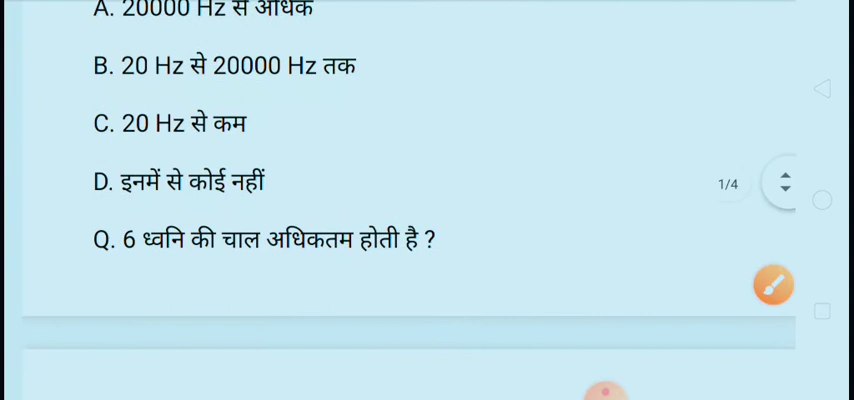 A. 20000 Hz से अधिक
B. 20 Hz से 20000 Hz तक
C. 20 Hz से कम
D. इनमें से कोई नहीं
1/4
Q. 6 ध्वनि की चाल अधिकतम होती है ?